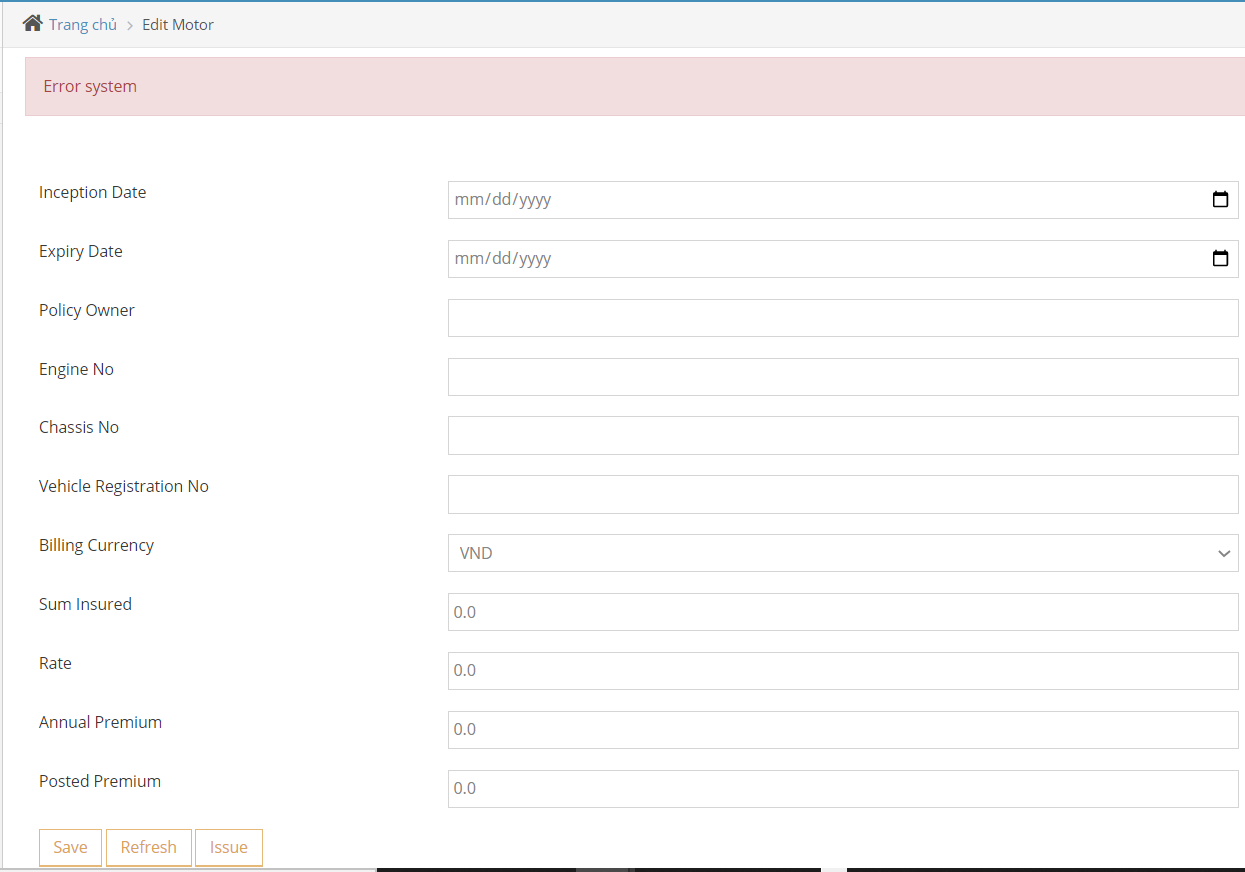 Trang chủ > Edit Motor
Error system
Inception Date mm/dd/yyyy
Expiry Date mm/dd/yyyy
Policy Owner
Engine No
Chassis No
Vehicle Registration No
Billing Currency VND
Sum Insured 0.0
Rate 0.0
Annual Premium 0.0
Posted Premium 0.0
Save Refresh Issue